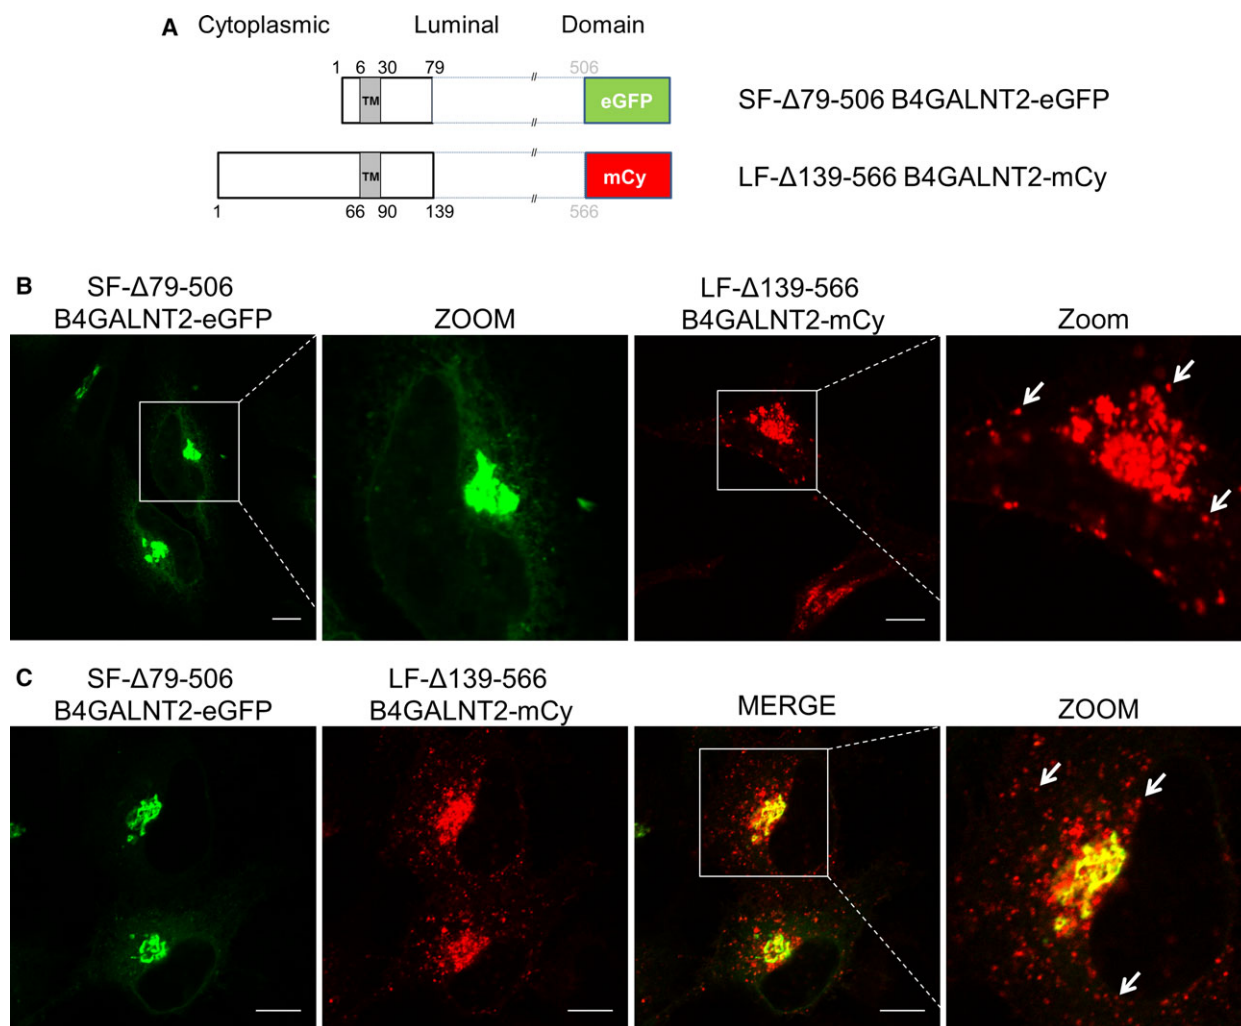 A Cytoplasmic Luminal Domain
1 6 30 79 506
TM // eGFP SF-Δ79-506 B4GALNT2-eGFP
//
// LF-Δ139-566 B4GALNT2-mCy
TM mCy
//
1 66 90 139 566
B SF-Δ79-506 LF-Δ139-566
B4GALNT2-eGFP ZOOM B4GALNT2-mCy Zoom
C SF-Δ79-506 LF-Δ139-566
B4GALNT2-eGFP B4GALNT2-mCy MERGE ZOOM